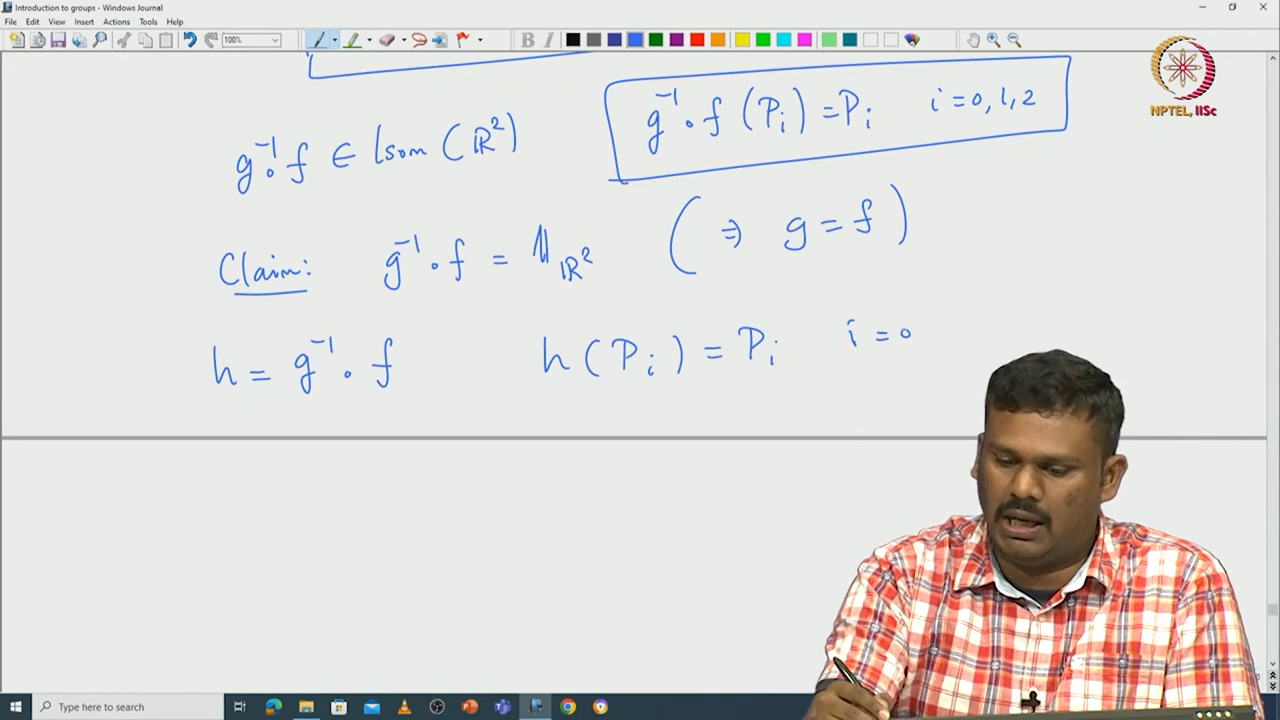 Introduction to groups - Windows Journal
File Edit View Insert Actions Tools Help
100%
B I
NPTEL, IISc
g⁻¹∘f ∈ Isom (ℝ²)
g⁻¹∘f (Pᵢ) = Pᵢ i = 0, 1, 2
Claim: g⁻¹∘f = 𝟙_ℝ² ( ⇒ g = f )
h = g⁻¹∘f h(Pᵢ) = Pᵢ i = 0
Type here to search